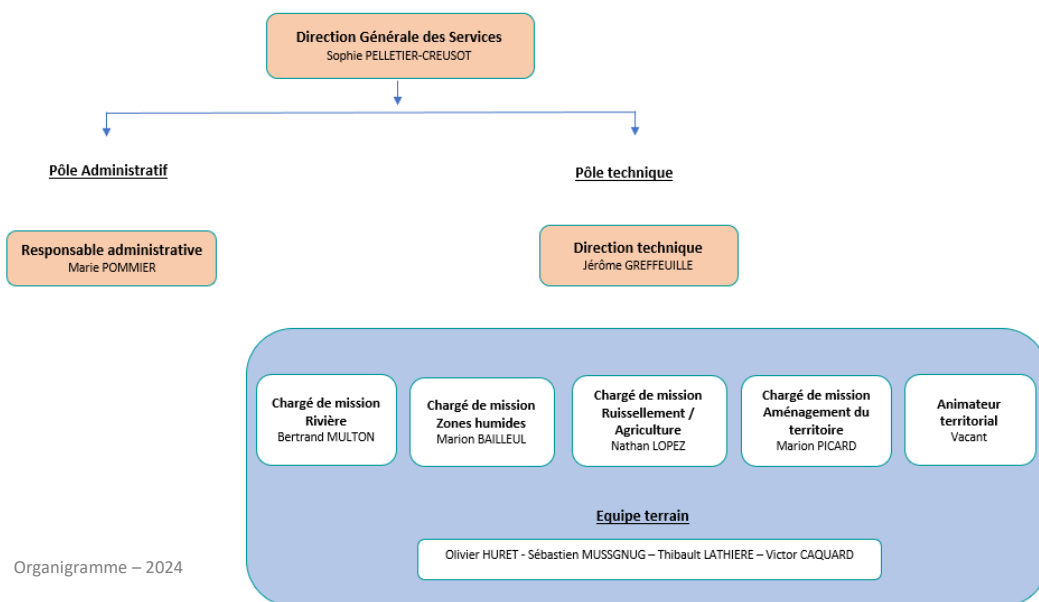 Direction Générale des Services
Sophie PELLETIER-CREUSOT
Pôle Administratif
Pôle technique
Responsable administrative
Marie POMMIER
Direction technique
Jérôme GREFFEUILLE
Chargé de mission
Rivière
Bertrand MULTON
Chargé de mission
Zones humides
Marion BAILLEUL
Chargé de mission
Ruissellement /
Agriculture
Nathan LOPEZ
Chargé de mission
Aménagement du
territoire
Marion PICARD
Animateur
territorial
Vacant
Equipe terrain
Olivier HURET - Sébastien MUSSGNUG – Thibault LATHIERE – Victor CAQUARD
Organigramme – 2024